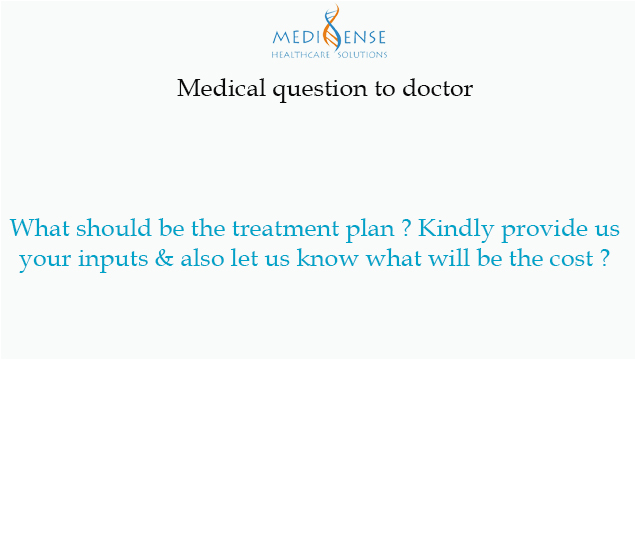 MEDISENSE
HEALTHCARE SOLUTIONS
Medical question to doctor
What should be the treatment plan ? Kindly provide us
your inputs & also let us know what will be the cost ?